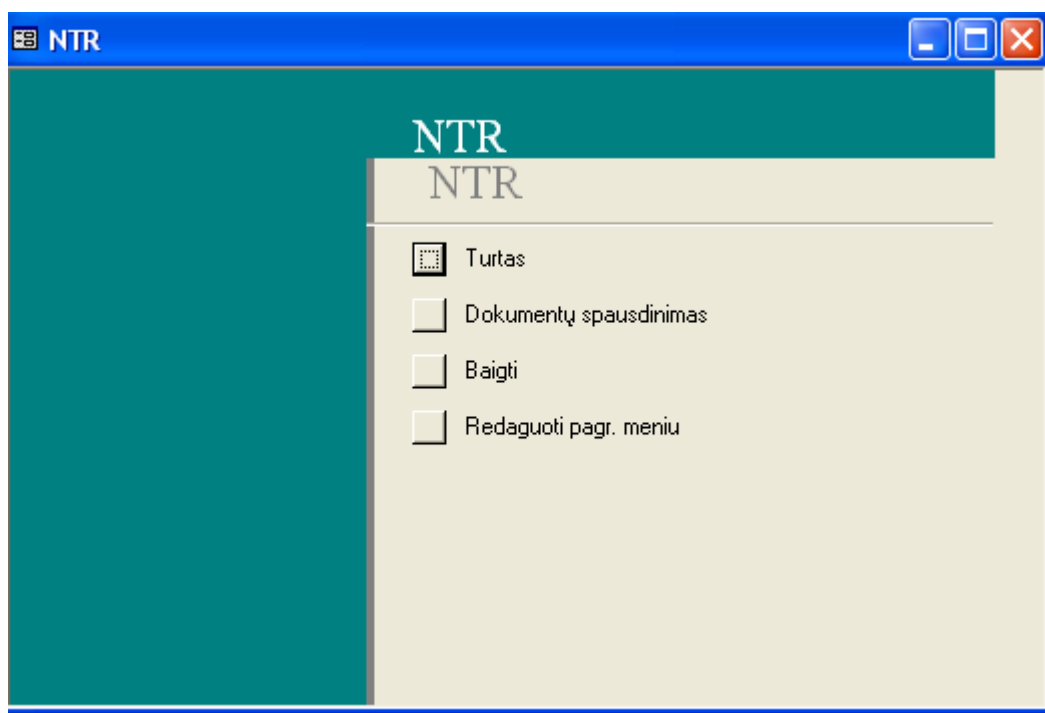 NTR
NTR
NTR
Turtas
Dokumentų spausdinimas
Baigti
Redaguoti pagr. meniu